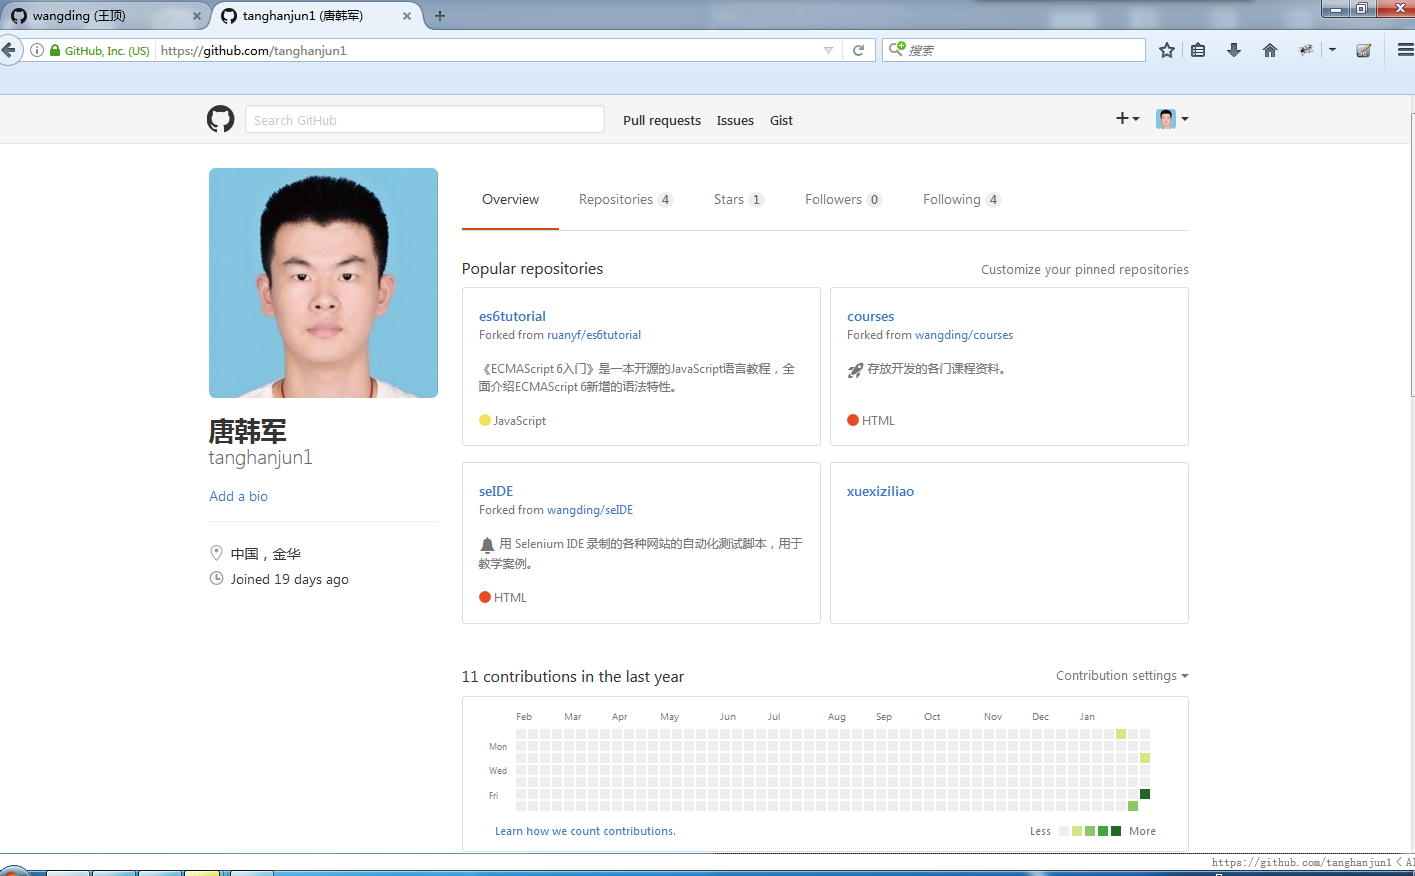 wangding (王顶)
tanghanjun1 (唐韩军)
GitHub, Inc. (US)
https://github.com/tanghanjun1
搜索
Search GitHub
Pull requests
Issues
Gist
Overview
Repositories 4
Stars 1
Followers 0
Following 4
唐韩军
tanghanjun1
Add a bio
中国，金华
Joined 19 days ago
Popular repositories
Customize your pinned repositories
es6tutorial
Forked from ruanyf/es6tutorial
《ECMAScript 6入门》是一本开源的JavaScript语言教程，全
面介绍ECMAScript 6新增的语法特性。
JavaScript
courses
Forked from wangding/courses
存放开发的各门课程资料。
HTML
seIDE
Forked from wangding/seIDE
用 Selenium IDE 录制的各种网站的自动化测试脚本，用于
教学案例。
HTML
xuexiziliao
11 contributions in the last year
Contribution settings
Feb Mar Apr May Jun Jul Aug Sep Oct Nov Dec Jan
Mon
Wed
Fri
Learn how we count contributions.
Less
More
https://github.com/tanghanjun1